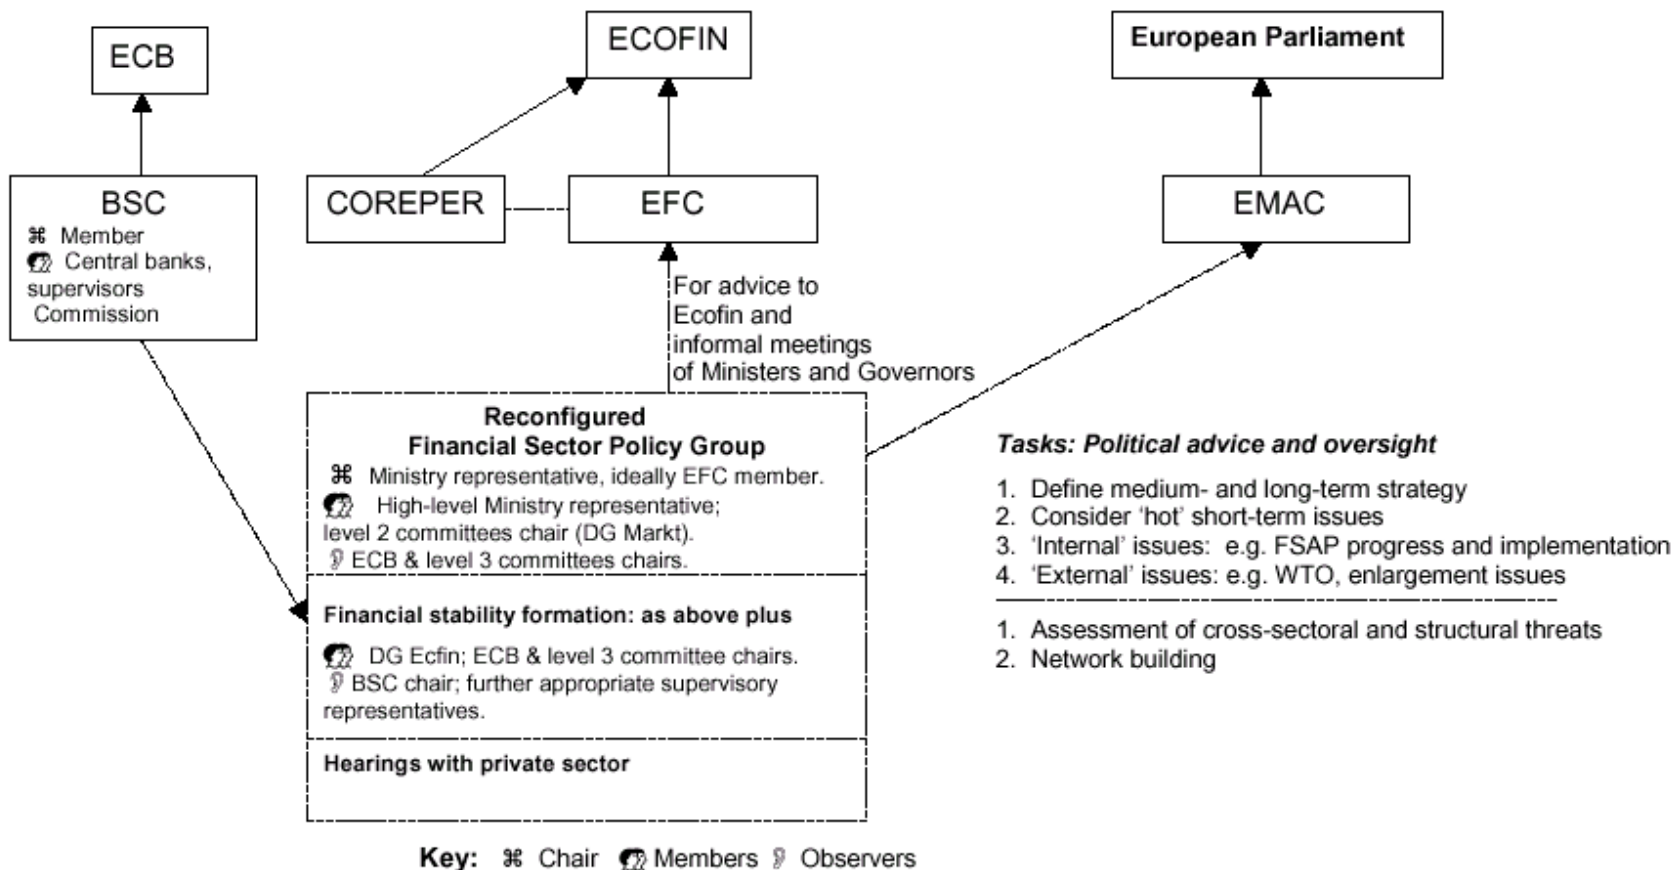 ECB
ECOFIN
European Parliament
BSC
⌘ Member
Central banks,
supervisors
Commission
COREPER
EFC
EMAC
For advice to
Ecofin and
informal meetings
of Ministers and Governors
Reconfigured
Financial Sector Policy Group
⌘ Ministry representative, ideally EFC member.
High-level Ministry representative;
level 2 committees chair (DG Markt).
ECB & level 3 committees chairs.
Financial stability formation: as above plus
DG Ecfin; ECB & level 3 committee chairs.
BSC chair; further appropriate supervisory
representatives.
Hearings with private sector
Tasks: Political advice and oversight
1. Define medium- and long-term strategy
2. Consider ‘hot’ short-term issues
3. ‘Internal’ issues: e.g. FSAP progress and implementation
4. ‘External’ issues: e.g. WTO, enlargement issues
1. Assessment of cross-sectoral and structural threats
2. Network building
Key: ⌘ Chair Members Observers